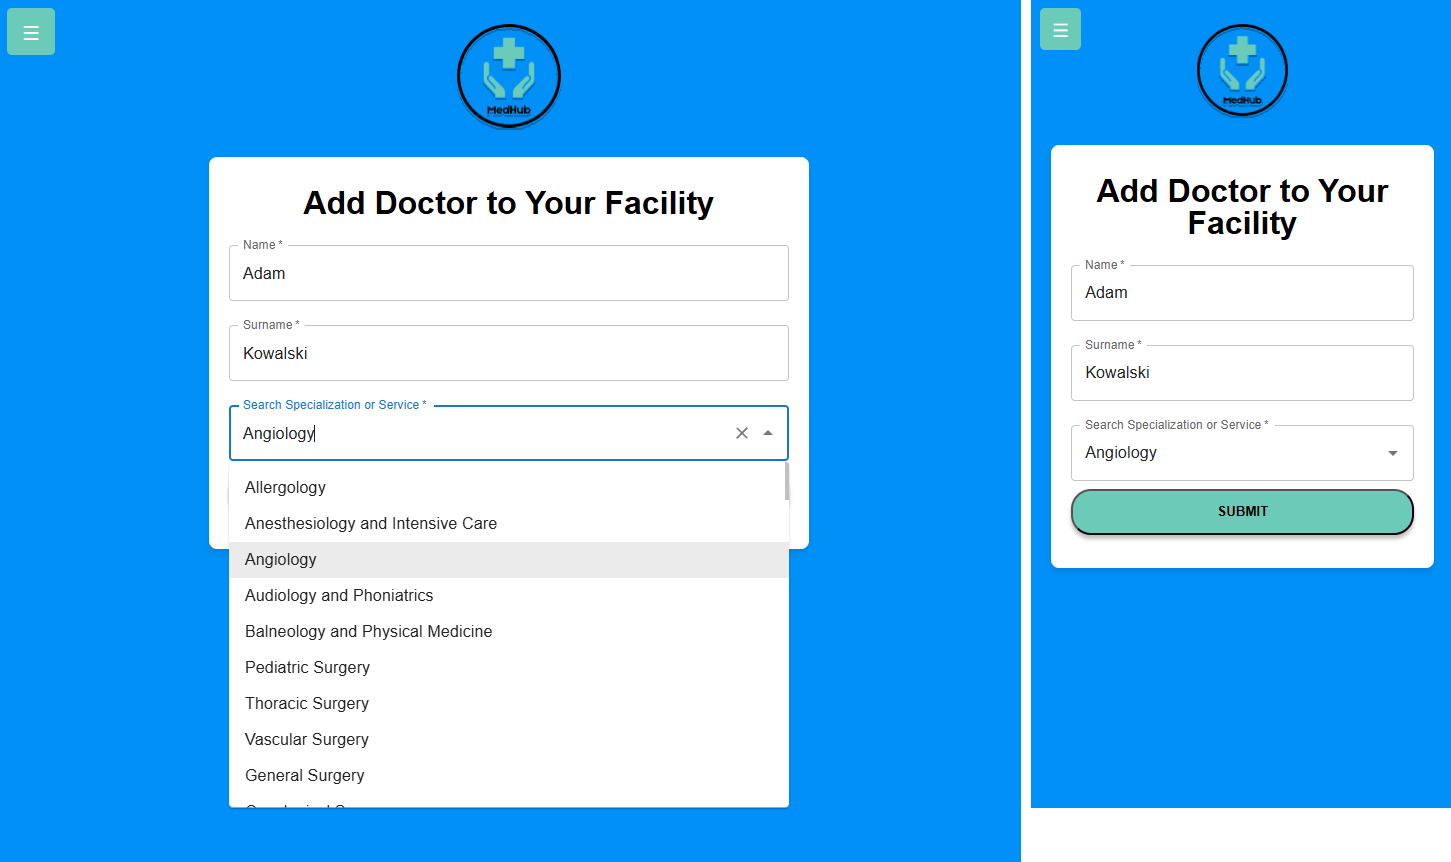 ☰
MedHub
Add Doctor to Your Facility
Name *
Adam
Surname *
Kowalski
Search Specialization or Service *
Angiology
Allergology
Anesthesiology and Intensive Care
Angiology
Audiology and Phoniatrics
Balneology and Physical Medicine
Pediatric Surgery
Thoracic Surgery
Vascular Surgery
General Surgery
☰
MedHub
Add Doctor to Your
Facility
Name *
Adam
Surname *
Kowalski
Search Specialization or Service *
Angiology
SUBMIT